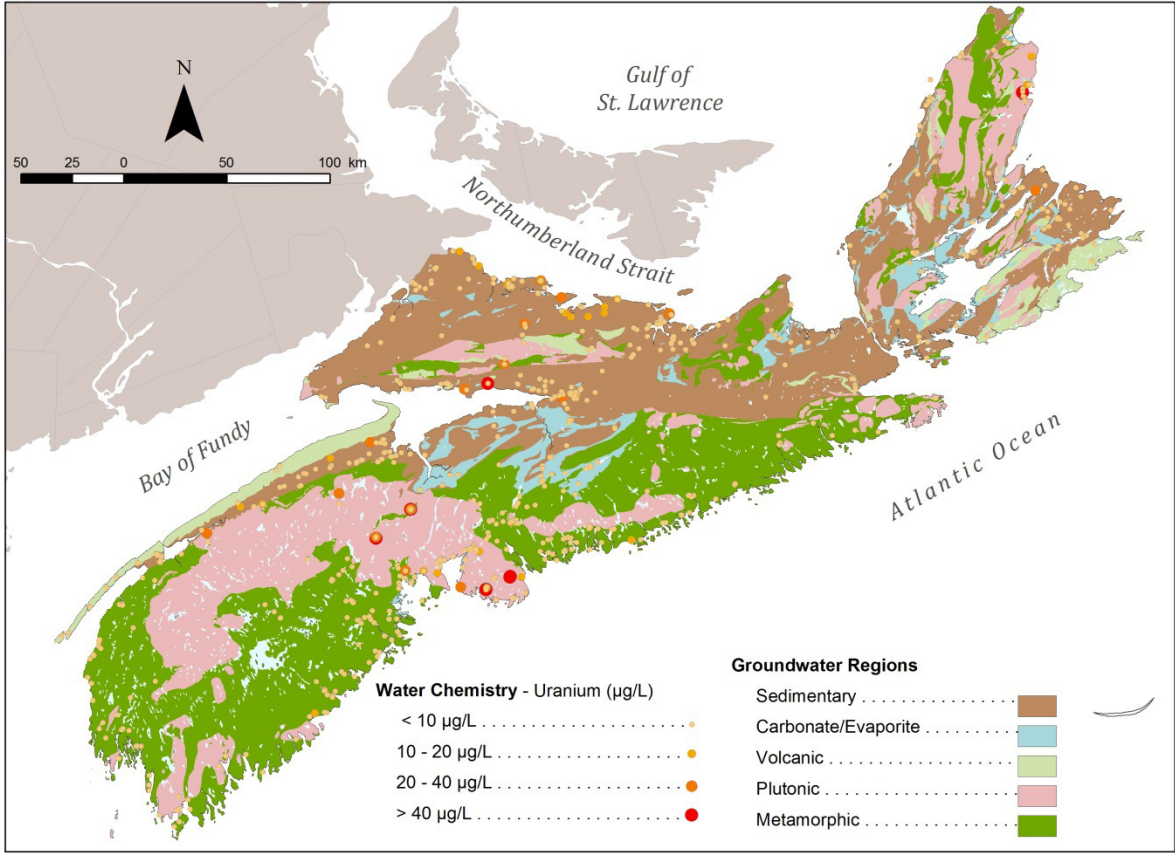 N
50 25 0 50 100 km
Gulf of
St. Lawrence
Northumberland Strait
Bay of Fundy
Atlantic Ocean
Water Chemistry - Uranium (µg/L)
< 10 µg/L
10 - 20 µg/L
20 - 40 µg/L
> 40 µg/L
Groundwater Regions
Sedimentary
Carbonate/Evaporite
Volcanic
Plutonic
Metamorphic